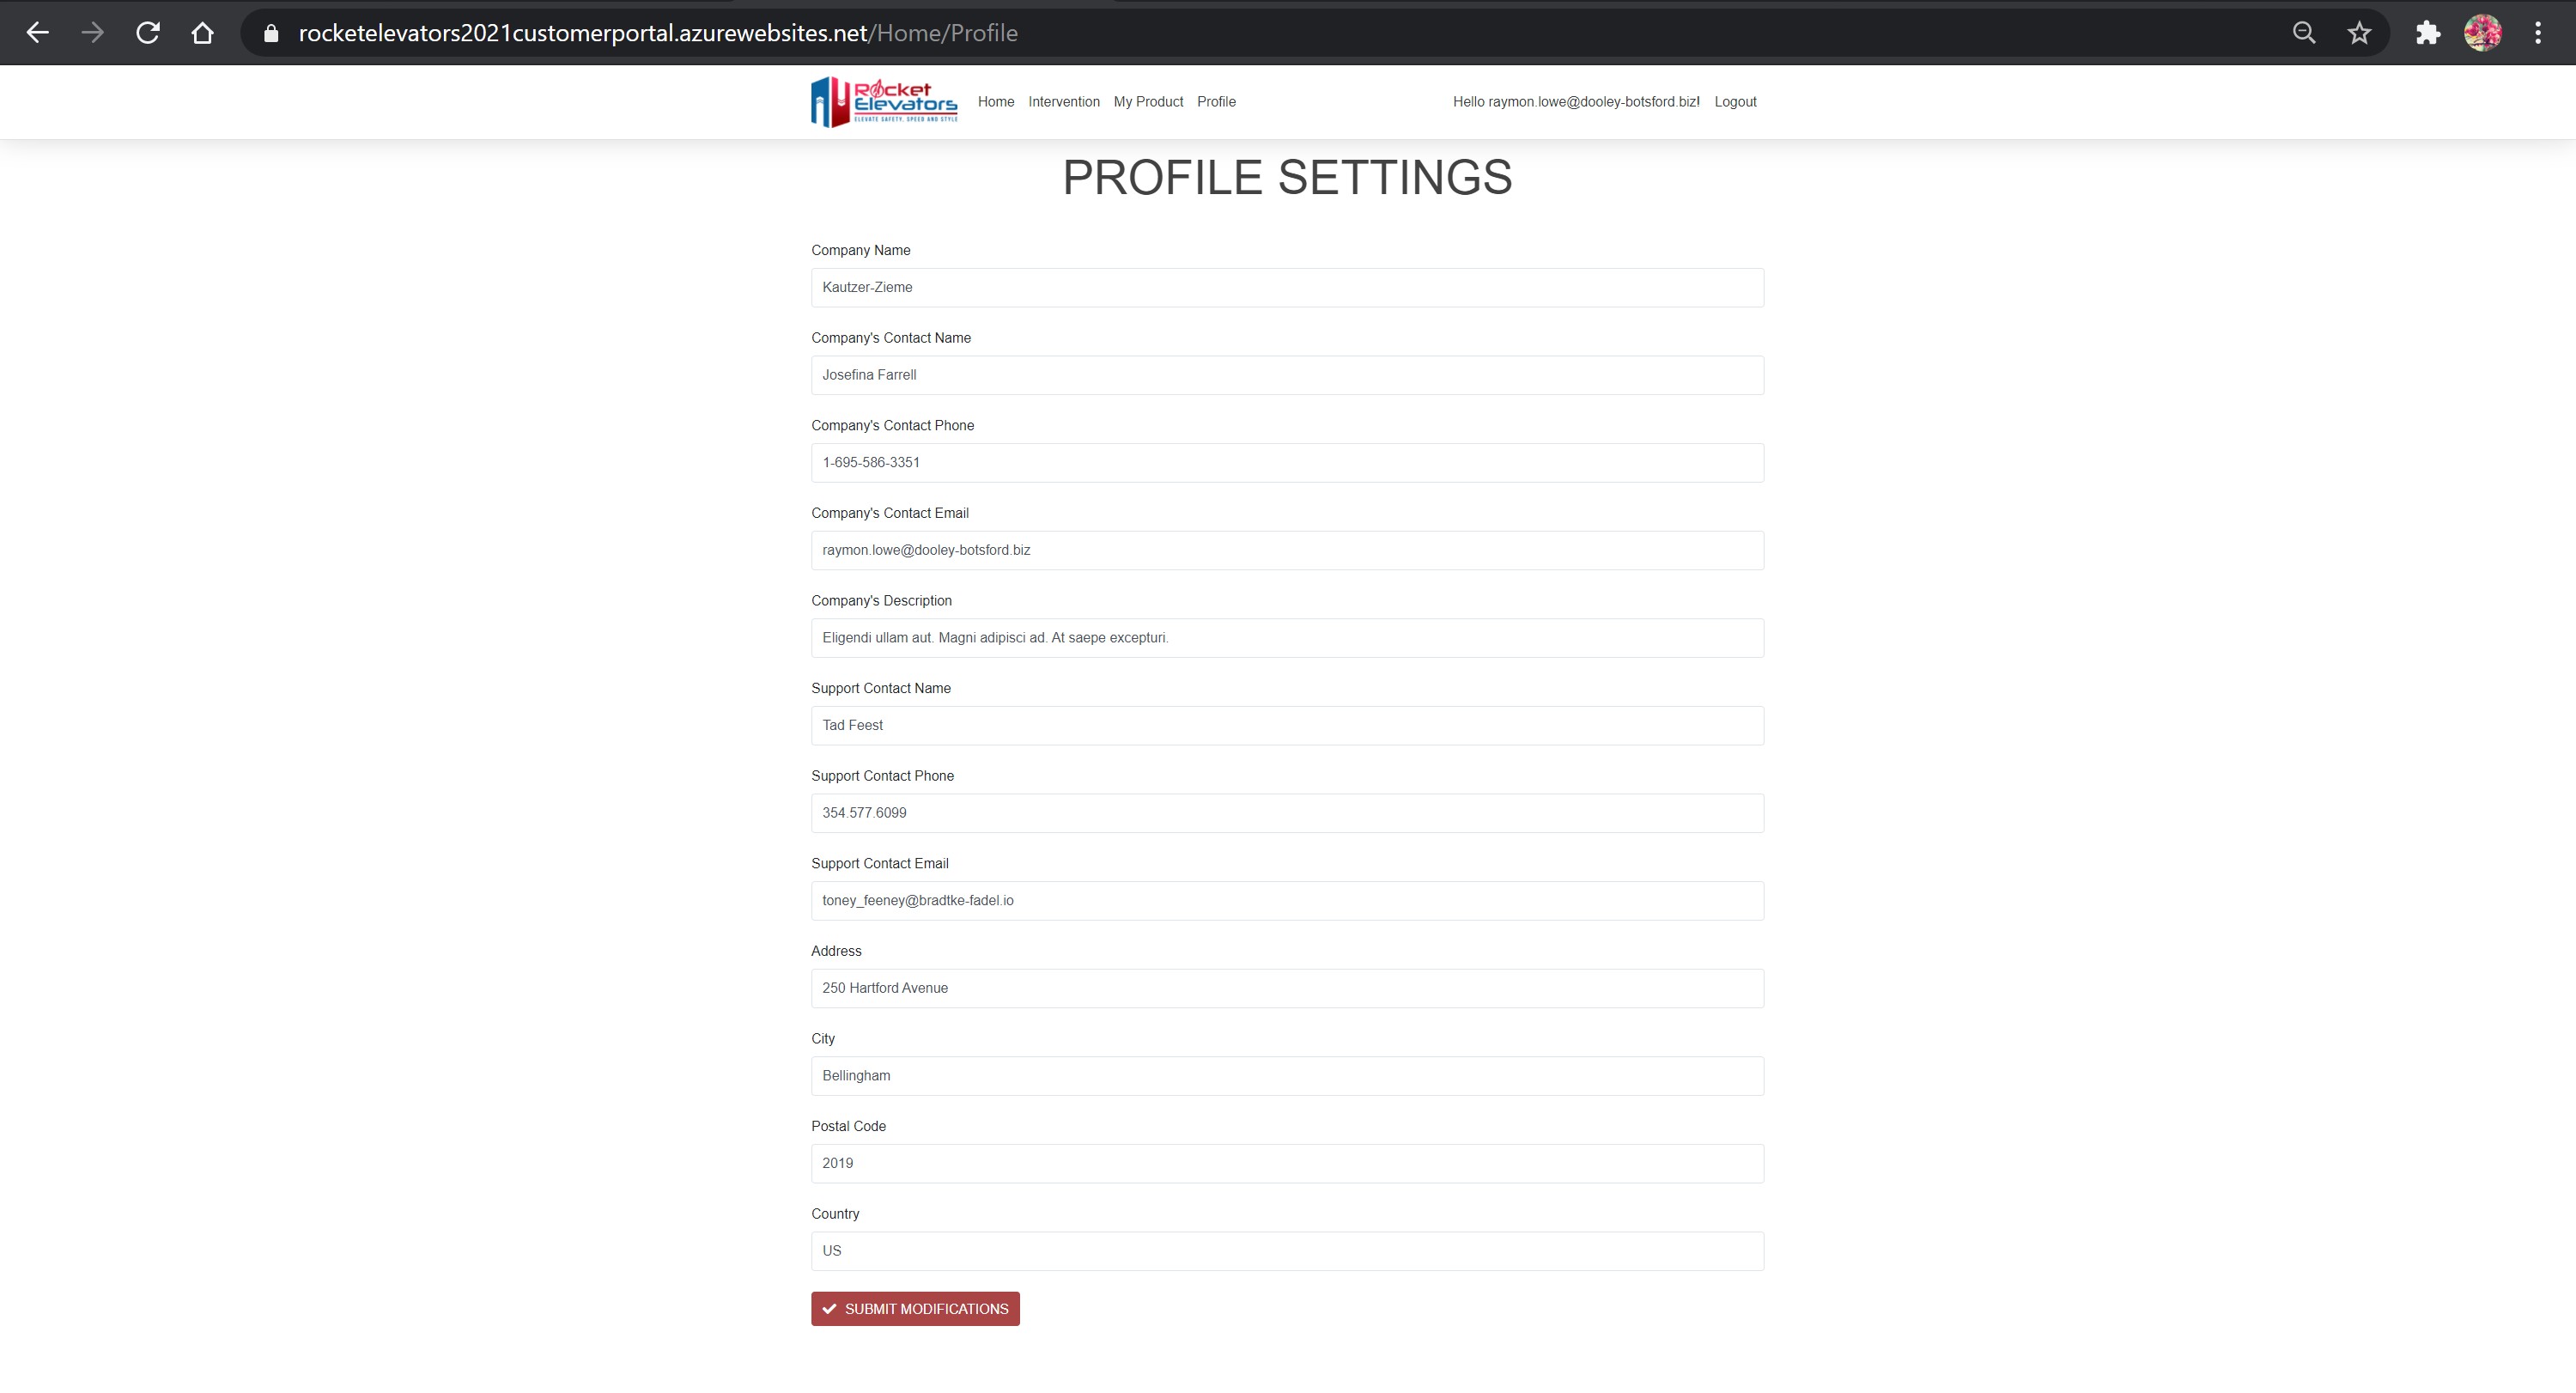 rocketelevators2021customerportal.azurewebsites.net/Home/Profile
Rocket
Elevators
ELEVATE SAFETY, SPEED AND STYLE
Home Intervention My Product Profile
Hello raymon.lowe@dooley-botsford.biz! Logout
PROFILE SETTINGS
Company Name
Kautzer-Zieme
Company's Contact Name
Josefina Farrell
Company's Contact Phone
1-695-586-3351
Company's Contact Email
raymon.lowe@dooley-botsford.biz
Company's Description
Eligendi ullam aut. Magni adipisci ad. At saepe excepturi.
Support Contact Name
Tad Feest
Support Contact Phone
354.577.6099
Support Contact Email
toney_feeney@bradtke-fadel.io
Address
250 Hartford Avenue
City
Bellingham
Postal Code
2019
Country
US
SUBMIT MODIFICATIONS